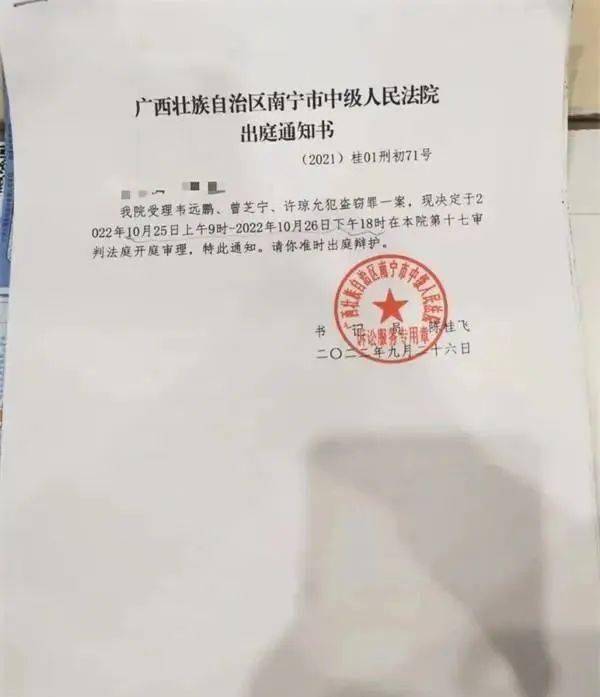 广西壮族自治区南宁市中级人民法院
出庭通知书
（2021）桂01刑初71号
我院受理韦远鹏、曾芝宁、许琼允犯盗窃罪一案，现决定于2
022年10月25日上午9时-2022年10月26日下午18时在本院第十七审
判法庭开庭审理，特此通知。请你准时出庭辩护。
广西壮族自治区南宁市中级人民法院
诉讼服务专用章
书 记 员 陈桂飞
二〇二二年九月二十六日